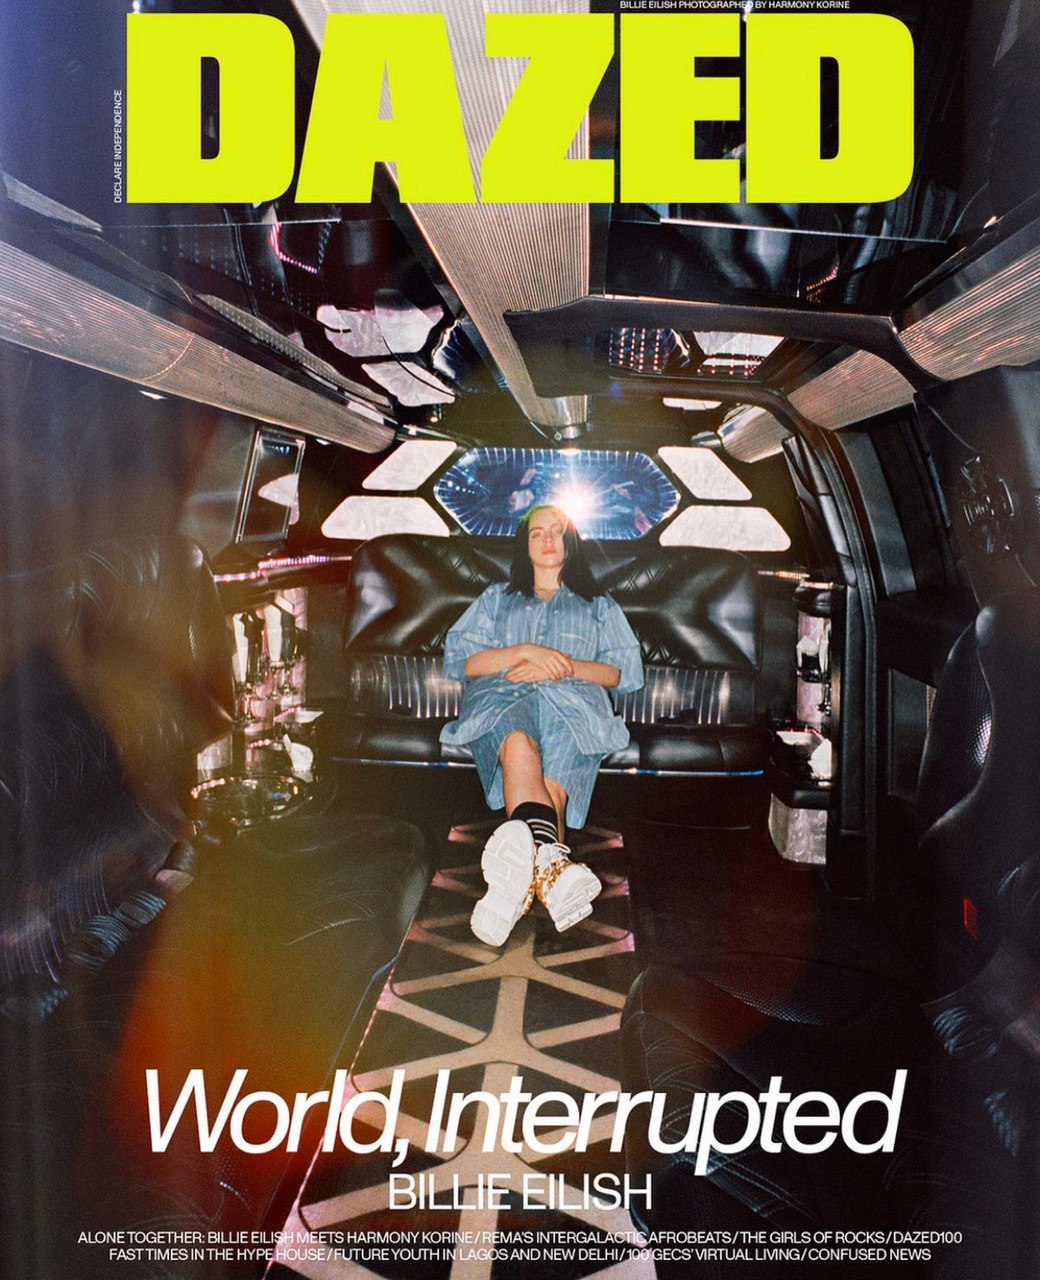 BILLIE EILISH PHOTOGRAPHED BY HARMONY KORINE
DAZED
DECLARE INDEPENDENCE
World, Interrupted
BILLIE EILISH
ALONE TOGETHER: BILLIE EILISH MEETS HARMONY KORINE / REMA'S INTERGALACTIC AFROBEATS / THE GIRLS OF ROCKS / DAZED100
FAST TIMES IN THE HYPE HOUSE / FUTURE YOUTH IN LAGOS AND NEW DELHI / 100 GECS' VIRTUAL LIVING / CONFUSED NEWS